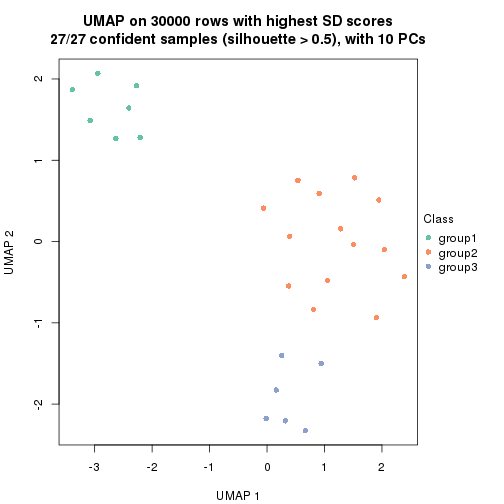 UMAP on 30000 rows with highest SD scores
27/27 confident samples (silhouette > 0.5), with 10 PCs
2
1
0
-1
-2
UMAP 2
-3
-2
-1
0
1
2
UMAP 1
Class
group1
group2
group3